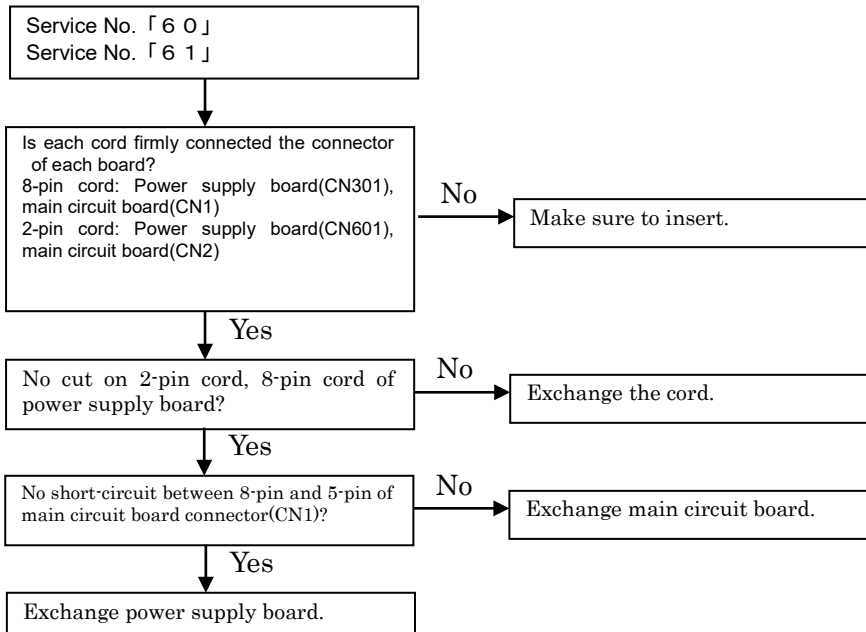 Service No.「６０」
Service No.「６１」
Is each cord firmly connected the connector
of each board?
8-pin cord: Power supply board(CN301),
main circuit board(CN1)
2-pin cord: Power supply board(CN601),
main circuit board(CN2)
No
Make sure to insert.
Yes
No cut on 2-pin cord, 8-pin cord of
power supply board?
No
Exchange the cord.
Yes
No short-circuit between 8-pin and 5-pin of
main circuit board connector(CN1)?
No
Exchange main circuit board.
Yes
Exchange power supply board.